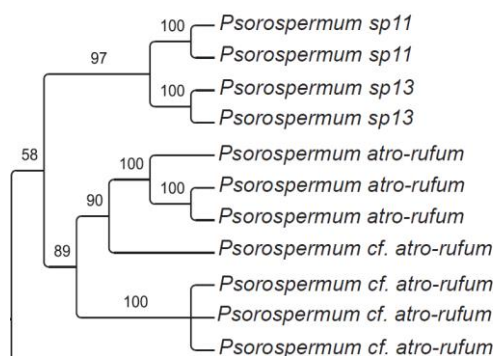 100 Psorospermum sp11
Psorospermum sp11
97
100 Psorospermum sp13
Psorospermum sp13
58
100 Psorospermum atro-rufum
100 Psorospermum atro-rufum
90
Psorospermum atro-rufum
89 Psorospermum cf. atro-rufum
Psorospermum cf. atro-rufum
100 Psorospermum cf. atro-rufum
Psorospermum cf. atro-rufum